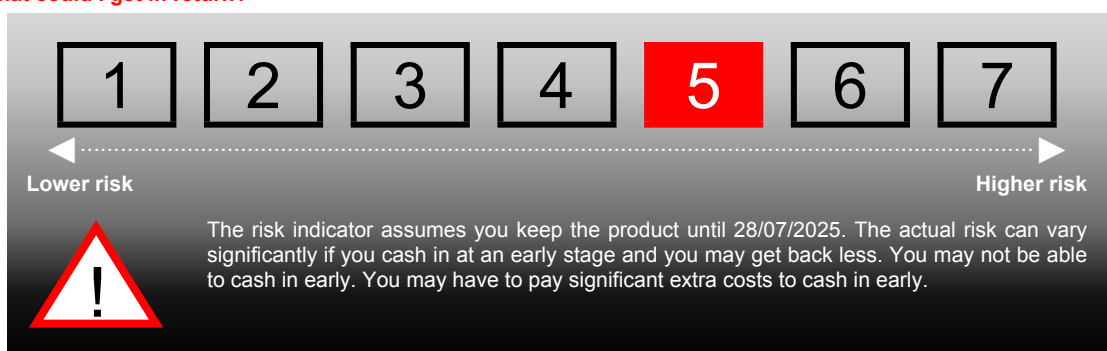 1 2 3 4 5 6 7
Lower risk
Higher risk
The risk indicator assumes you keep the product until 28/07/2025. The actual risk can vary
significantly if you cash in at an early stage and you may get back less. You may not be able
to cash in early. You may have to pay significant extra costs to cash in early.
!